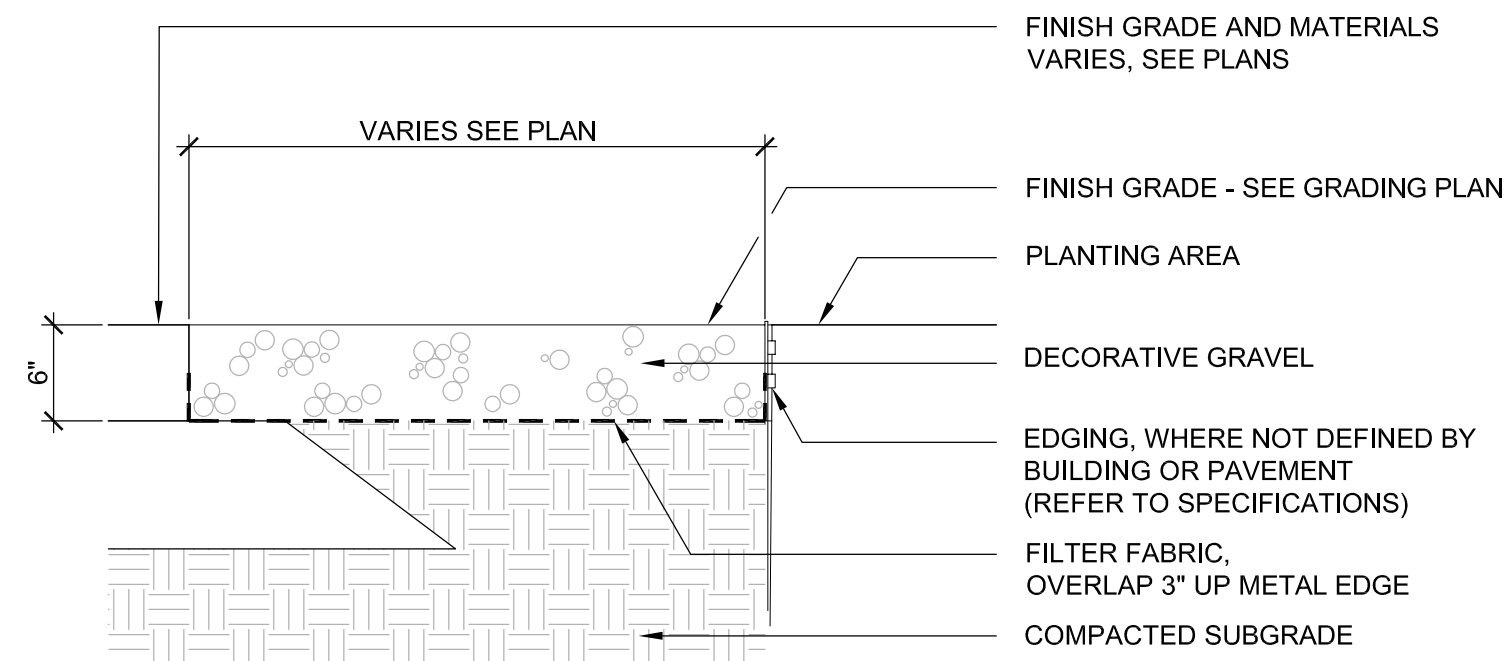 FINISH GRADE AND MATERIALS
VARIES, SEE PLANS
VARIES SEE PLAN
FINISH GRADE - SEE GRADING PLAN
PLANTING AREA
6"
DECORATIVE GRAVEL
EDGING, WHERE NOT DEFINED BY
BUILDING OR PAVEMENT
(REFER TO SPECIFICATIONS)
FILTER FABRIC,
OVERLAP 3" UP METAL EDGE
COMPACTED SUBGRADE